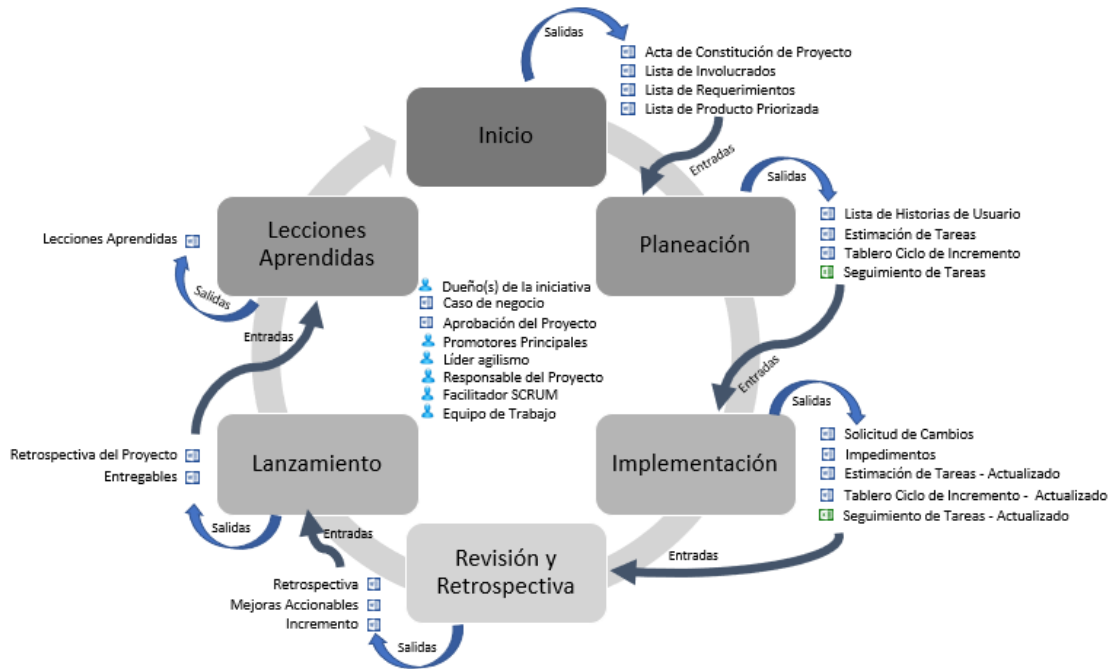 Salidas
Acta de Constitución de Proyecto
Lista de Involucrados
Lista de Requerimientos
Lista de Producto Priorizada
Inicio
Entradas
Salidas
Planeación
Lista de Historias de Usuario
Estimación de Tareas
Tablero Ciclo de Incremento
Seguimiento de Tareas
Entradas
Salidas
Implementación
Solicitud de Cambios
Impedimentos
Estimación de Tareas - Actualizado
Tablero Ciclo de Incremento - Actualizado
Seguimiento de Tareas - Actualizado
Entradas
Revisión y
Retrospectiva
Salidas
Retrospectiva
Mejoras Accionables
Incremento
Entradas
Lanzamiento
Salidas
Retrospectiva del Proyecto
Entregables
Entradas
Lecciones
Aprendidas
Salidas
Lecciones Aprendidas
Dueño(s) de la iniciativa
Caso de negocio
Aprobación del Proyecto
Promotores Principales
Líder agilismo
Responsable del Proyecto
Facilitador SCRUM
Equipo de Trabajo